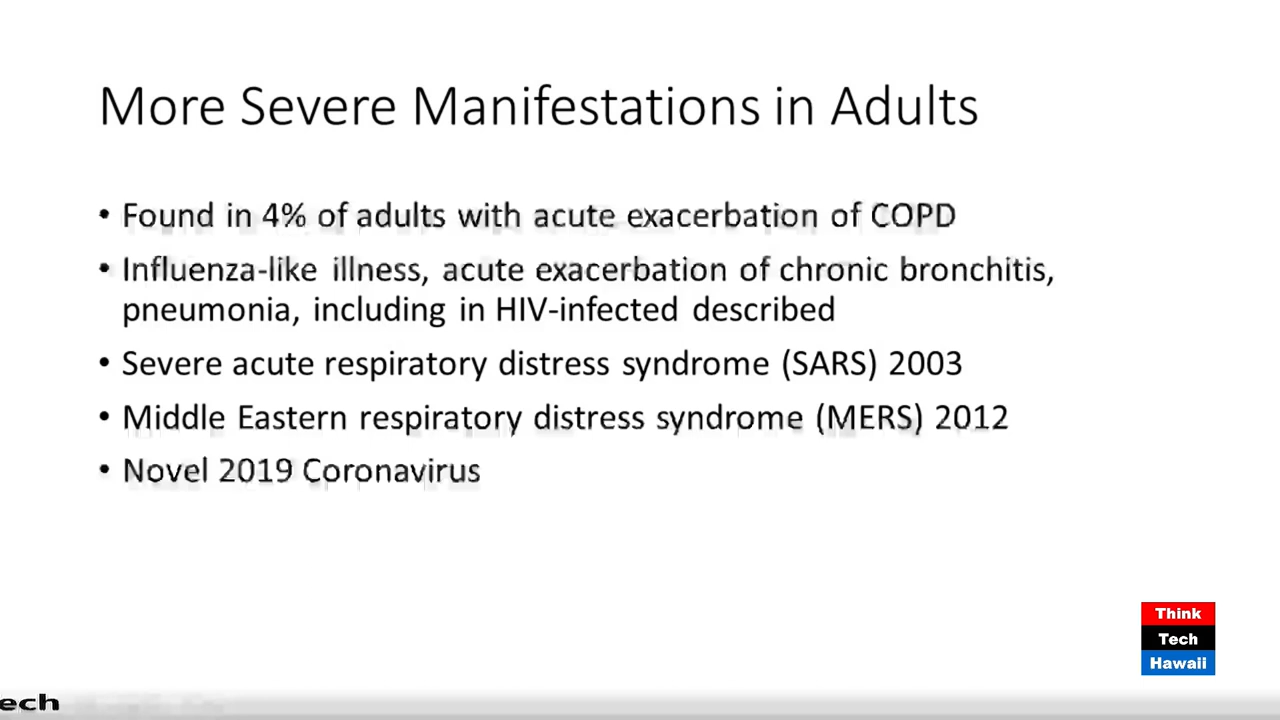 More Severe Manifestations in Adults
• Found in 4% of adults with acute exacerbation of COPD
• Influenza-like illness, acute exacerbation of chronic bronchitis,
pneumonia, including in HIV-infected described
• Severe acute respiratory distress syndrome (SARS) 2003
• Middle Eastern respiratory distress syndrome (MERS) 2012
• Novel 2019 Coronavirus
Think
Tech
Hawaii
ech